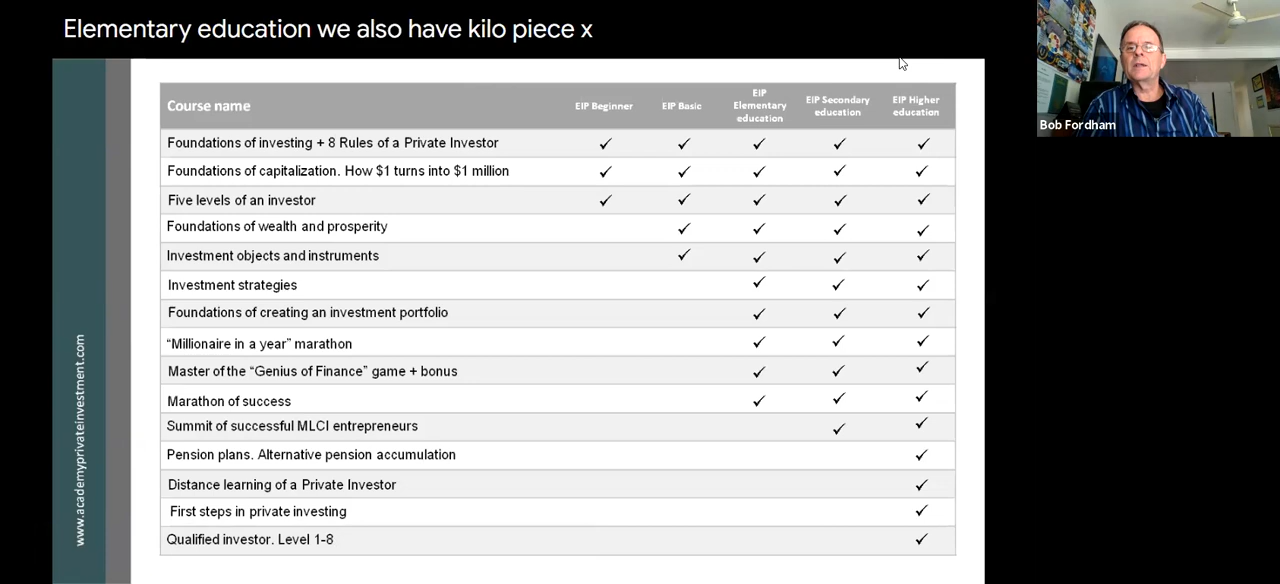 Elementary education we also have kilo piece x
Bob Fordham
Course name EIP Beginner EIP Basic EIP Elementary education EIP Secondary education EIP Higher education
Foundations of investing + 8 Rules of a Private Investor ✓ ✓ ✓ ✓ ✓
Foundations of capitalization. How $1 turns into $1 million ✓ ✓ ✓ ✓ ✓
Five levels of an investor ✓ ✓ ✓ ✓ ✓
Foundations of wealth and prosperity ✓ ✓ ✓ ✓
Investment objects and instruments ✓ ✓ ✓ ✓
Investment strategies ✓ ✓ ✓
Foundations of creating an investment portfolio ✓ ✓ ✓
“Millionaire in a year” marathon ✓ ✓ ✓
Master of the “Genius of Finance” game + bonus ✓ ✓ ✓
Marathon of success ✓ ✓ ✓
Summit of successful MLCI entrepreneurs ✓ ✓
Pension plans. Alternative pension accumulation ✓
Distance learning of a Private Investor ✓
First steps in private investing ✓
Qualified investor. Level 1-8 ✓
www.academyprivateinvestment.com